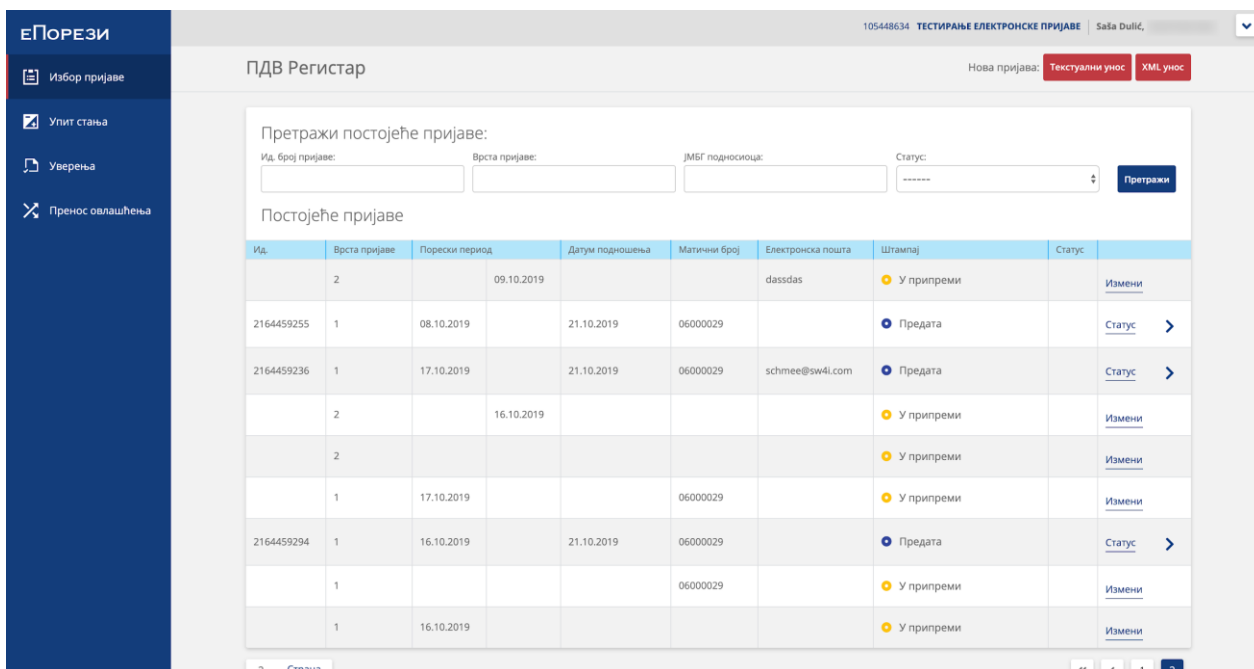 еПорези
105448634 ТЕСТИРАЊЕ ЕЛЕКТРОНСКЕ ПРИЈАВЕ Saša Dulić,
Избор пријаве
Упит стања
Уверења
Пренос овлашћења
ПДВ Регистар
Нова пријава: Текстуални унос XML унос
Претражи постојеће пријаве:
Ид. број пријаве: Врста пријаве: ЈМБГ подносиоца: Статус:
------ Претражи
Постојеће пријаве
Ид. Врста пријаве Порески период Датум подношења Матични број Електронска пошта Штампај Статус
2 09.10.2019 dassdas У припреми Измени
2164459255 1 08.10.2019 21.10.2019 06000029 Предата Статус
2164459236 1 17.10.2019 21.10.2019 06000029 schmee@sw4i.com Предата Статус
2 16.10.2019 У припреми Измени
2 У припреми Измени
1 17.10.2019 06000029 У припреми Измени
2164459294 1 16.10.2019 21.10.2019 06000029 Предата Статус
1 06000029 У припреми Измени
1 16.10.2019 У припреми Измени
Страна